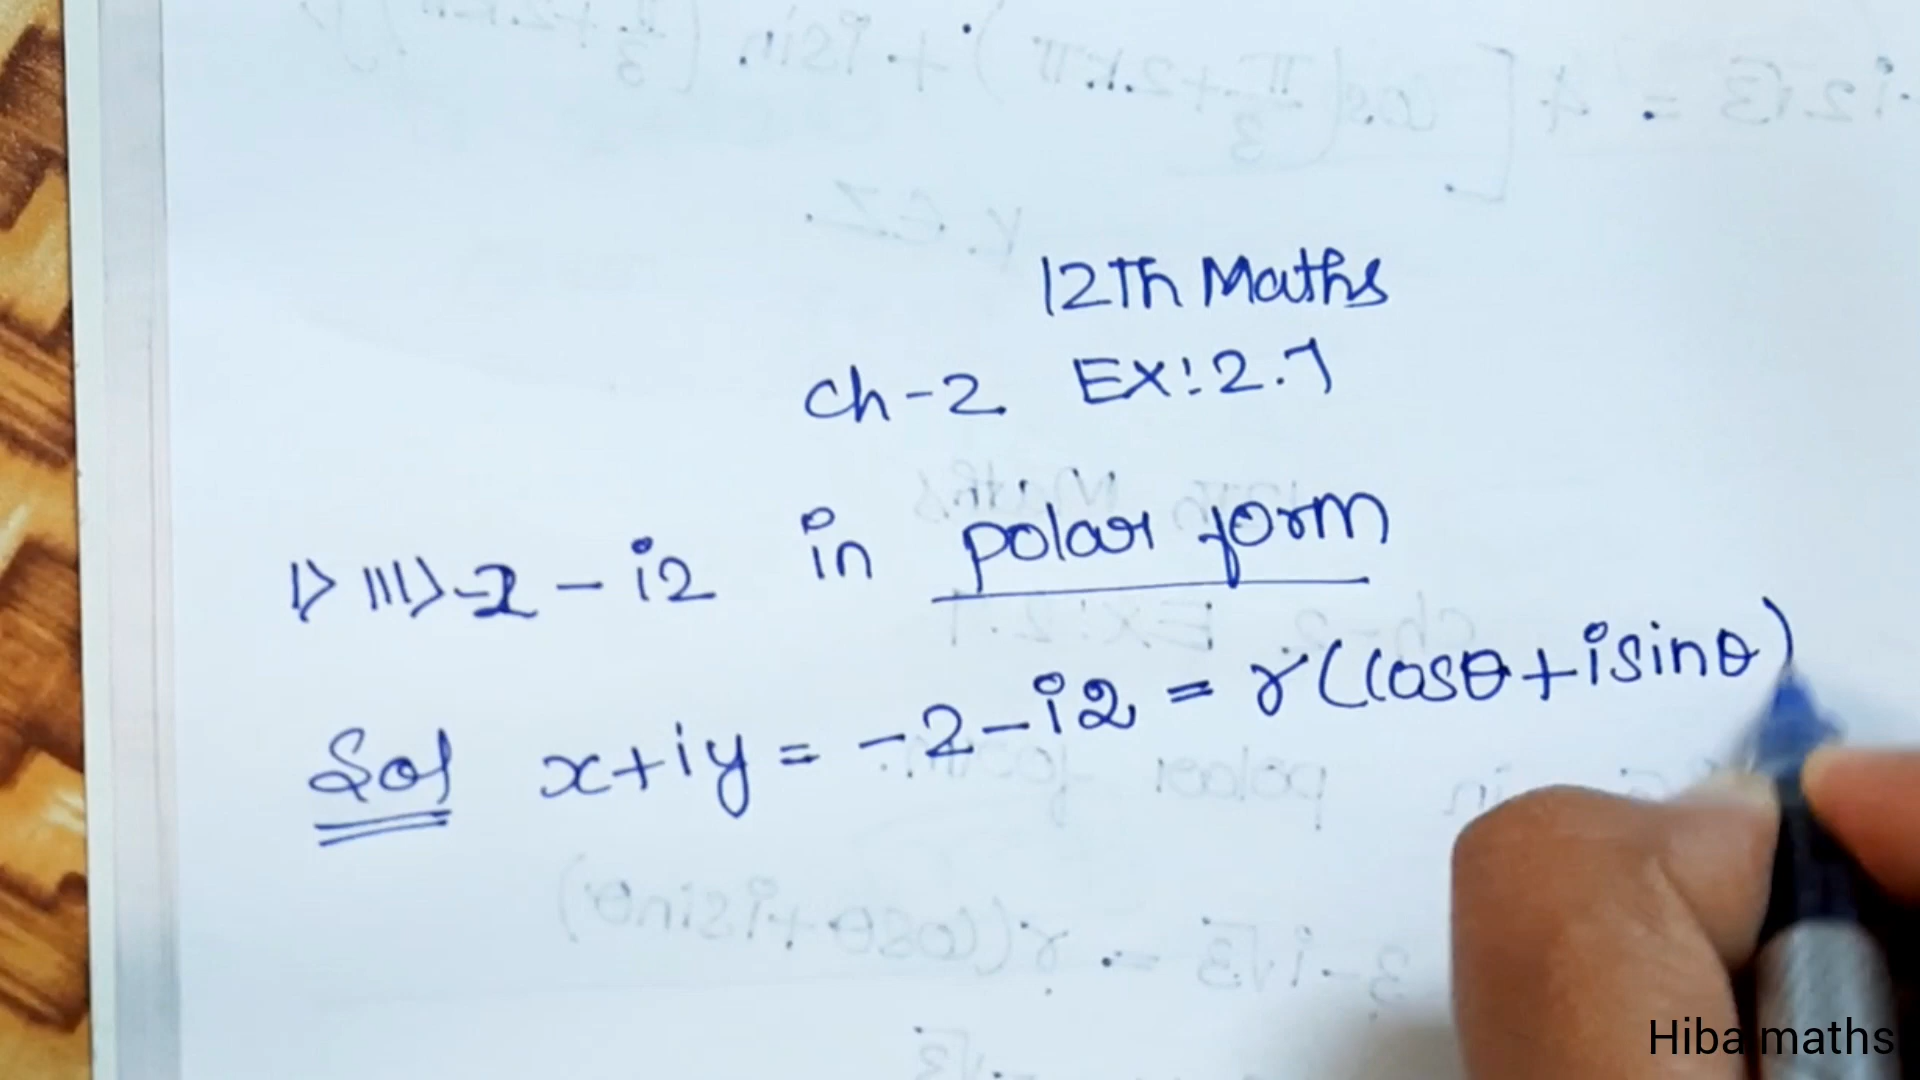 12Th Maths
Ch-2 EX:2.7
1> III> -2 - i2 in polar form
Sol x+iy = -2-i2 = r(cosθ+isinθ)
Hiba maths